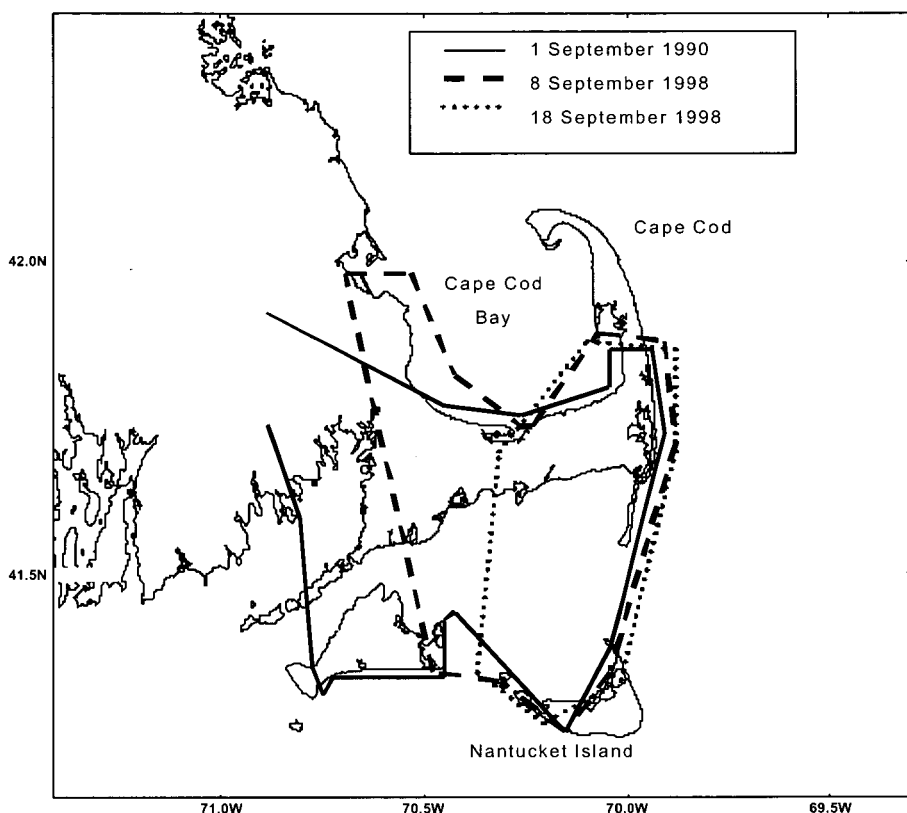 1 September 1990
8 September 1998
18 September 1998
Cape Cod
42.0N
Cape Cod
Bay
41.5N
Nantucket Island
71.0W
70.5W
70.0W
69.5W